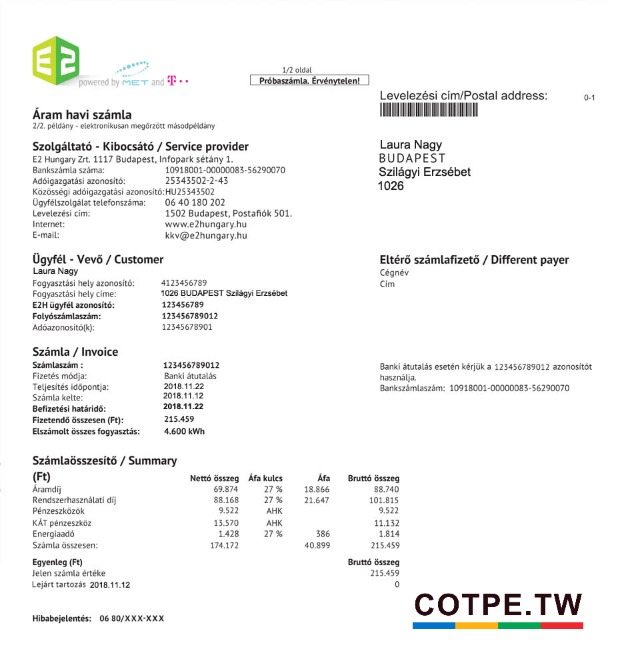 E2
powered by MET and T
1/2 oldal
Próbaszámla. Érvénytelen!
Levelezési cím/Postal address: 0-1
Áram havi számla
2/2. példány - elektronikusan megőrzött másodpéldány
Szolgáltató - Kibocsátó / Service provider
E2 Hungary Zrt. 1117 Budapest, Infopark sétány 1.
Bankszámla száma: 10918001-00000083-56290070
Adóigazgatási azonosító: 25343502-2-43
Közösségi adóigazgatási azonosító: HU25343502
Ügyfélszolgálat telefonszáma: 06 40 180 202
Levelezési cím: 1502 Budapest, Postafiók 501.
Internet: www.e2hungary.hu
E-mail: kkv@e2hungary.hu
Laura Nagy
BUDAPEST
Szilágyi Erzsébet
1026
Ügyfél - Vevő / Customer
Laura Nagy
Fogyasztási hely azonosító: 4123456789
Fogyasztási hely címe: 1026 BUDAPEST Szilágyi Erzsébet
E2H ügyfél azonosító: 123456789
Folyószámlaszám: 123456789012
Adóazonosító(k): 12345678901
Eltérő számlafizető / Different payer
Cégnév
Cím
Számla / Invoice
Számlaszám : 123456789012
Fizetés módja: Banki átutalás
Teljesítés időpontja: 2018.11.22
Számla kelte: 2018.11.12
Befizetési határidő: 2018.11.22
Fizetendő összesen (Ft): 215.459
Elszámolt összes fogyasztás: 4.600 kWh
Banki átutalás esetén kérjük a 123456789012 azonosítót
használja.
Bankszámlaszám: 10918001-00000083-56290070
Számlaösszesítő / Summary
(Ft) Nettó összeg Áfa kulcs Áfa Bruttó összeg
Áramdíj 69.874 27 % 18.866 88.740
Rendszerhasználati díj 88.168 27 % 21.647 101.815
Pénzeszközök 9.522 AHK 9.522
KÁT pénzeszköz 13.570 AHK 11.132
Energiaadó 1.428 27 % 386 1.814
Számla összesen: 174.172 40.899 215.459
Egyenleg (Ft) Bruttó összeg
Jelen számla értéke 215.459
Lejárt tartozás 2018.11.12 0
Hibabejelentés: 06 80/XXX-XXX
COTPE.TW